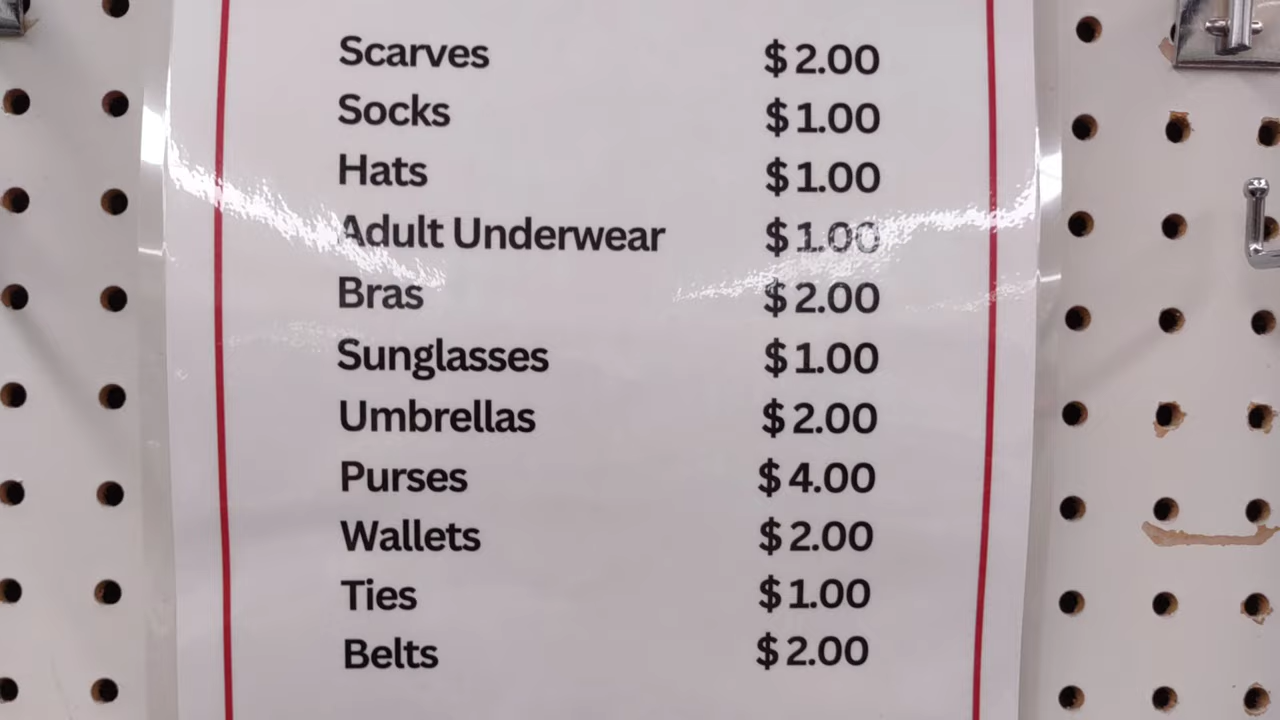 Scarves $2.00
Socks $1.00
Hats $1.00
Adult Underwear $1.00
Bras $2.00
Sunglasses $1.00
Umbrellas $2.00
Purses $4.00
Wallets $2.00
Ties $1.00
Belts $2.00